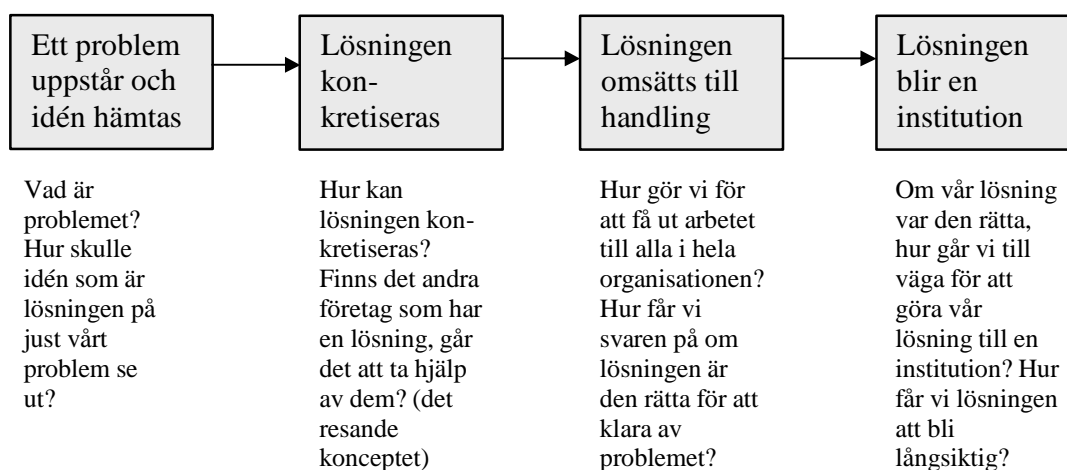 Ett problem
uppstår och
idén hämtas
Lösningen
kon-
kretiseras
Lösningen
omsätts till
handling
Lösningen
blir en
institution
Vad är
problemet?
Hur skulle
idén som är
lösningen på
just vårt
problem se
ut?
Hur kan
lösningen kon-
kretiseras?
Finns det andra
företag som har
en lösning, går
det att ta hjälp
av dem? (det
resande
konceptet)
Hur gör vi för
att få ut arbetet
till alla i hela
organisationen?
Hur får vi
svaren på om
lösningen är
den rätta för att
klara av
problemet?
Om vår lösning
var den rätta,
hur går vi till
väga för att
göra vår
lösning till en
institution? Hur
får vi lösningen
att bli
långsiktig?